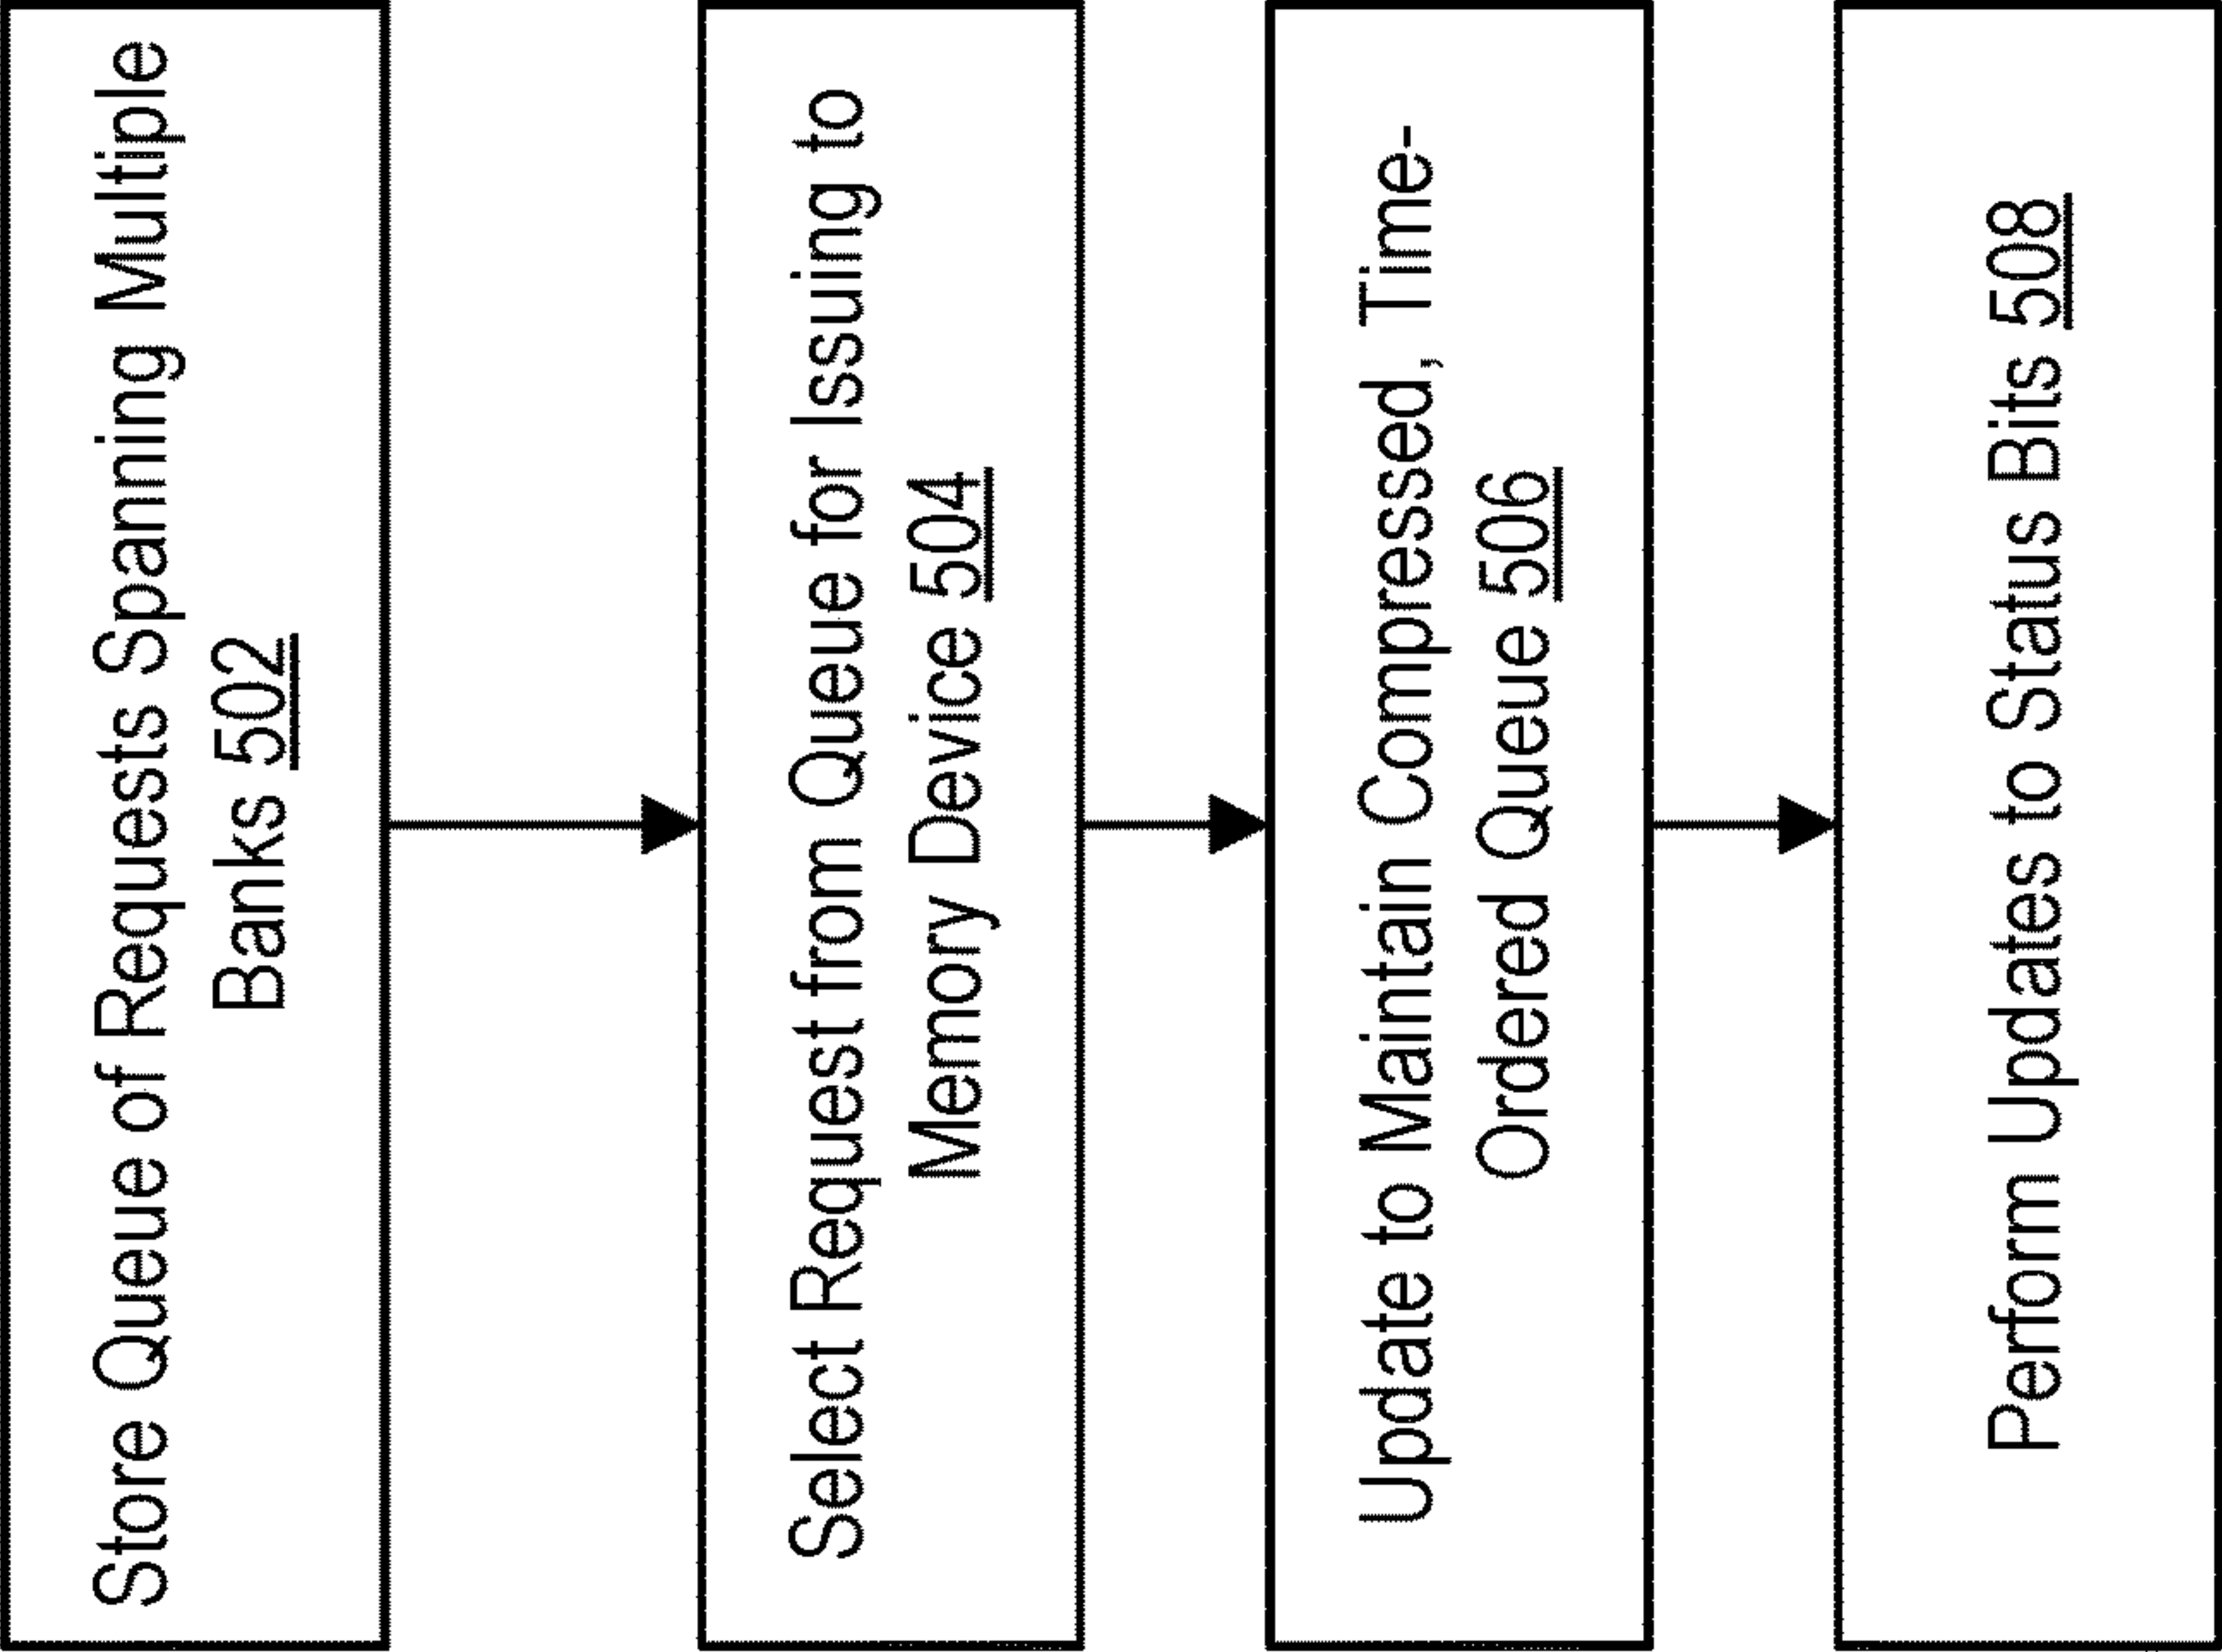 Store Queue of Requests Spanning Multiple
Banks 502
Select Request from Queue for Issuing to
Memory Device 504
Update to Maintain Compressed, Time-
Ordered Queue 506
Perform Updates to Status Bits 508